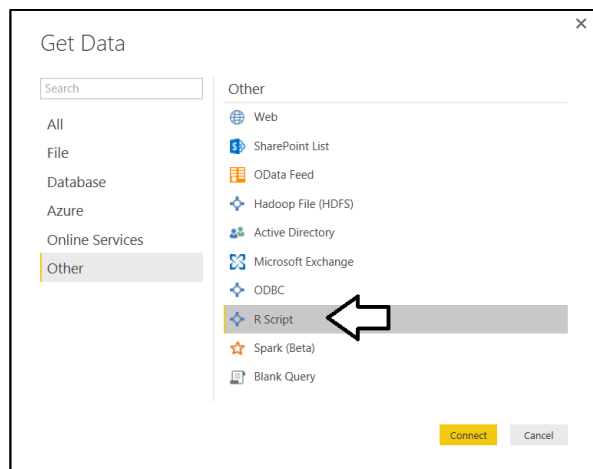 Get Data
Search
All
File
Database
Azure
Online Services
Other
Other
Web
SharePoint List
OData Feed
Hadoop File (HDFS)
Active Directory
Microsoft Exchange
ODBC
R Script
Spark (Beta)
Blank Query
Connect
Cancel